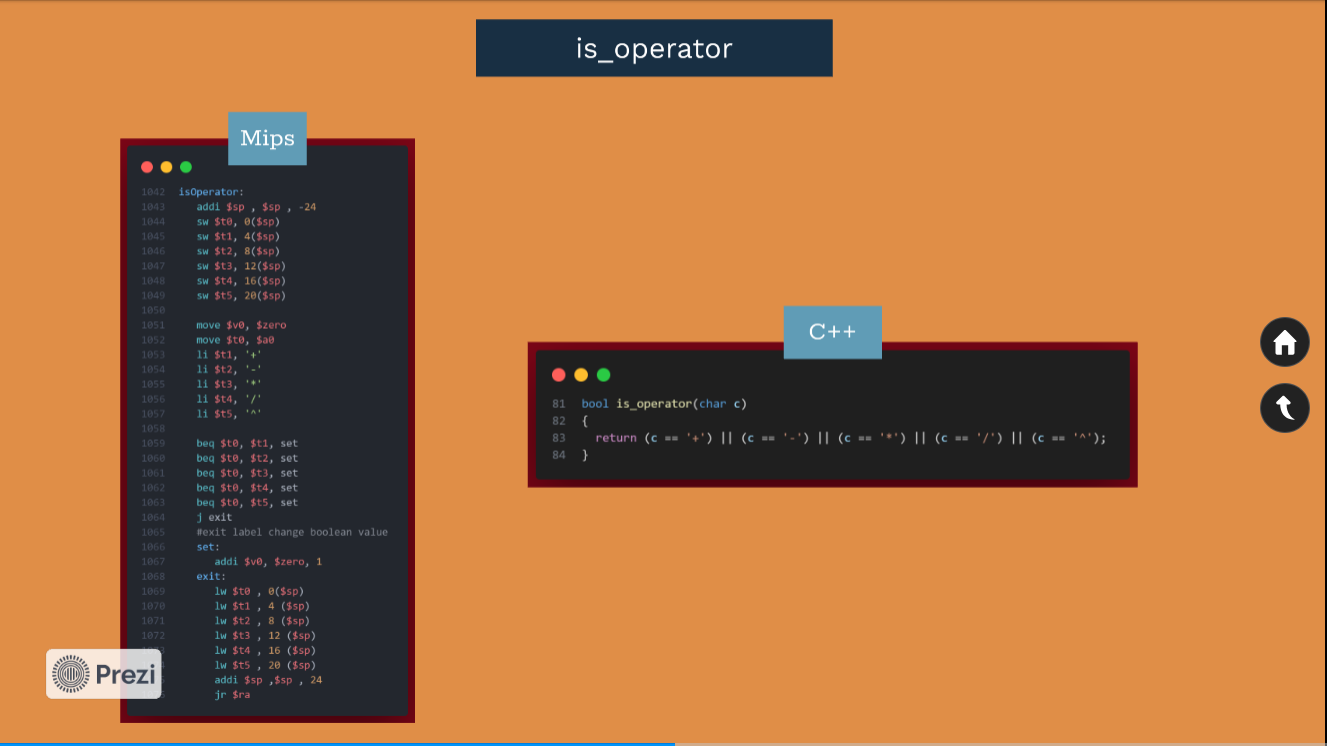 is_operator
Mips
1042 isOperator:
1043 addi $sp , $sp , -24
1044 sw $t0, 0($sp)
1045 sw $t1, 4($sp)
1046 sw $t2, 8($sp)
1047 sw $t3, 12($sp)
1048 sw $t4, 16($sp)
1049 sw $t5, 20($sp)
1050
1051 move $v0, $zero
1052 move $t0, $a0
1053 li $t1, '+'
1054 li $t2, '-'
1055 li $t3, '*'
1056 li $t4, '/'
1057 li $t5, '^'
1058
1059 beq $t0, $t1, set
1060 beq $t0, $t2, set
1061 beq $t0, $t3, set
1062 beq $t0, $t4, set
1063 beq $t0, $t5, set
1064 j exit
1065 #exit label change boolean value
1066 set:
1067 addi $v0, $zero, 1
1068 exit:
1069 lw $t0 , 0($sp)
1070 lw $t1 , 4 ($sp)
1071 lw $t2 , 8 ($sp)
1072 lw $t3 , 12 ($sp)
lw $t4 , 16 ($sp)
lw $t5 , 20 ($sp)
addi $sp ,$sp , 24
jr $ra
C++
81 bool is_operator(char c)
82 {
83 return (c == '+') || (c == '-') || (c == '*') || (c == '/') || (c == '^');
84 }
Prezi